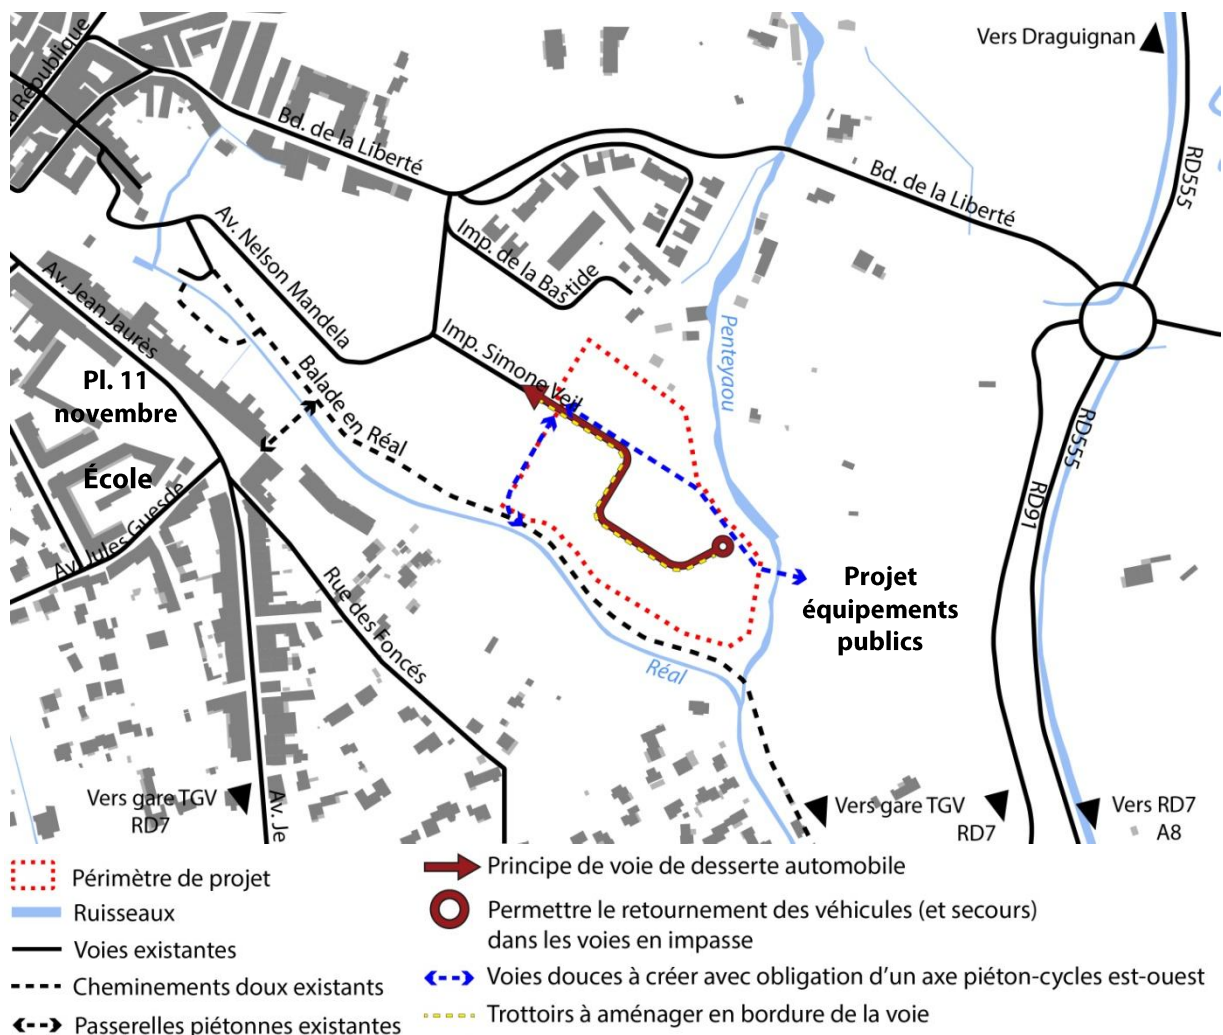 Vers Draguignan
la République
Bd. de la Liberté
Bd. de la Liberté
RD555
Av. Nelson Mandela
Imp. de la Bastide
Av. Jean Jaurès
Imp. Simone Veil
Penteyaou
Pl. 11
novembre
Balade en Réal
École
Av. Jules Guesde
RD555
RD91
Rue des Foncés
Projet
équipements
publics
Réal
Vers gare TGV
RD7
Av. Je
Vers gare TGV
RD7
Vers RD7
A8
Périmètre de projet
Ruisseaux
Voies existantes
Cheminements doux existants
Passerelles piétonnes existantes
Principe de voie de desserte automobile
Permettre le retournement des véhicules (et secours)
dans les voies en impasse
Voies douces à créer avec obligation d’un axe piéton-cycles est-ouest
Trottoirs à aménager en bordure de la voie